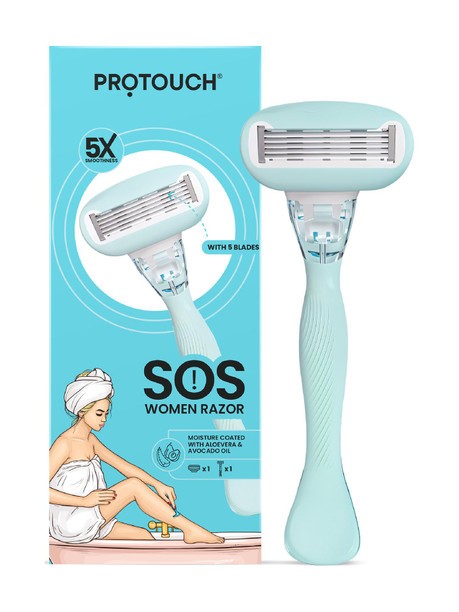 PROTOUCH®
5X
SMOOTHNESS
WITH 5 BLADES
SOS
WOMEN RAZOR
MOISTURE COATED
WITH ALOEVERA &
AVOCADO OIL
x1 x1